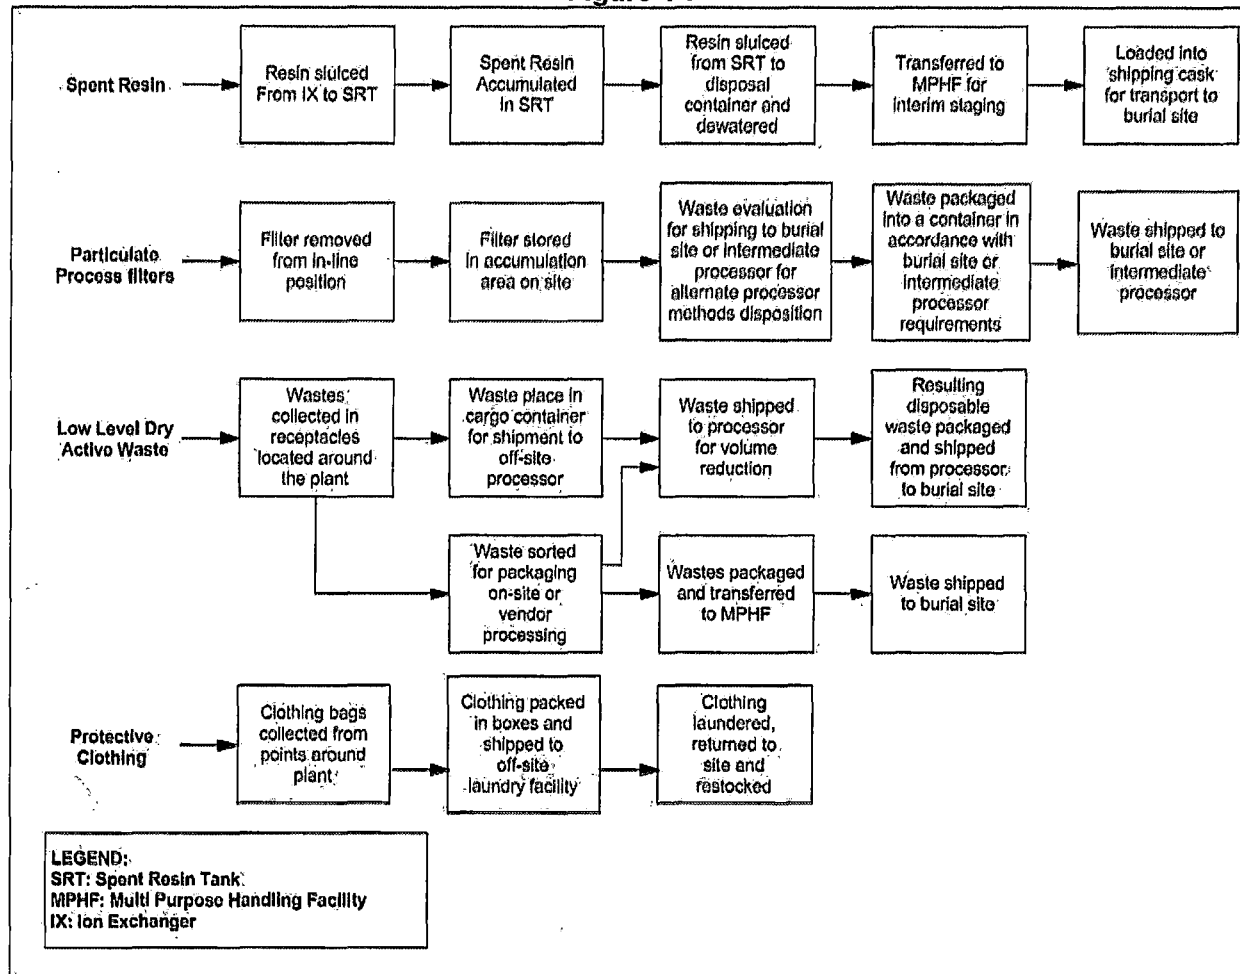 Spent Resin
Resin sluiced
From IX to SRT
Spent Resin
Accumulated
in SRT
Resin sluiced
from SRT to
disposal
container and
dewatered
Transferred to
MPHF for
interim staging
Loaded into
shipping cask
for transport to
burial site
Particulate
Process filters
Filter removed
from in-line
position
Filter stored
in accumulation
area on site
Waste evaluation
for shipping to burial
site or intermediate
processor for
alternate processor
methods disposition
Waste packaged
into a container in
accordance with
burial site or
intermediate
processor
requirements
Waste shipped to
burial site or
intermediate
processor
Low Level Dry
Active Waste
Wastes
collected in
receptacles
located around
the plant
Waste place in
cargo container
for shipment to
off-site
processor
Waste shipped
to processor
for volume
reduction
Resulting
disposable
waste packaged
and shipped
from processor
to burial site
Waste sorted
for packaging
on-site or
vendor
processing
Wastes packaged
and transferred
to MPHF
Waste shipped
to burial site
Protective
Clothing
Clothing bags
collected from
points around
plant
Clothing packed
in boxes and
shipped to
off-site
laundry facility
Clothing
laundered,
returned to
site and
restocked
LEGEND:
SRT: Spent Resin Tank
MPHF: Multi Purpose Handling Facility
IX: Ion Exchanger